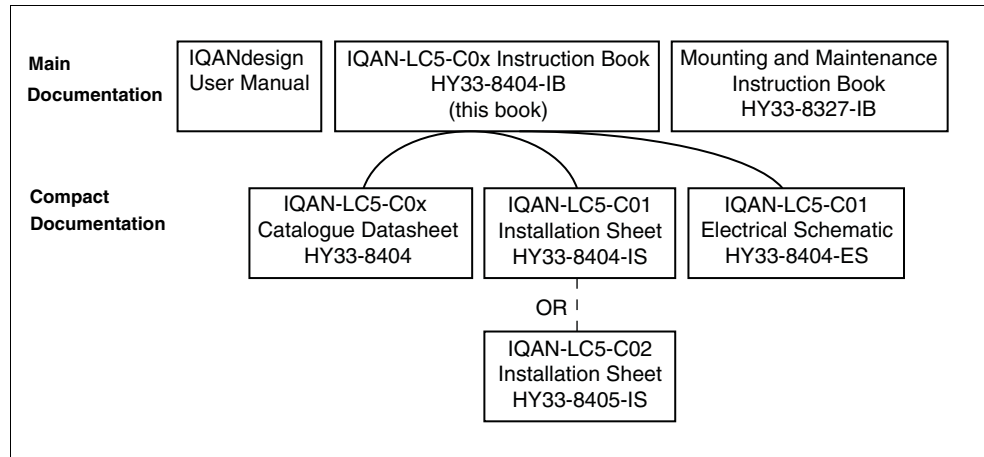 Main
Documentation
IQANdesign
User Manual
IQAN-LC5-C0x Instruction Book
HY33-8404-IB
(this book)
Mounting and Maintenance
Instruction Book
HY33-8327-IB
Compact
Documentation
IQAN-LC5-C0x
Catalogue Datasheet
HY33-8404
IQAN-LC5-C01
Installation Sheet
HY33-8404-IS
IQAN-LC5-C01
Electrical Schematic
HY33-8404-ES
OR
IQAN-LC5-C02
Installation Sheet
HY33-8405-IS